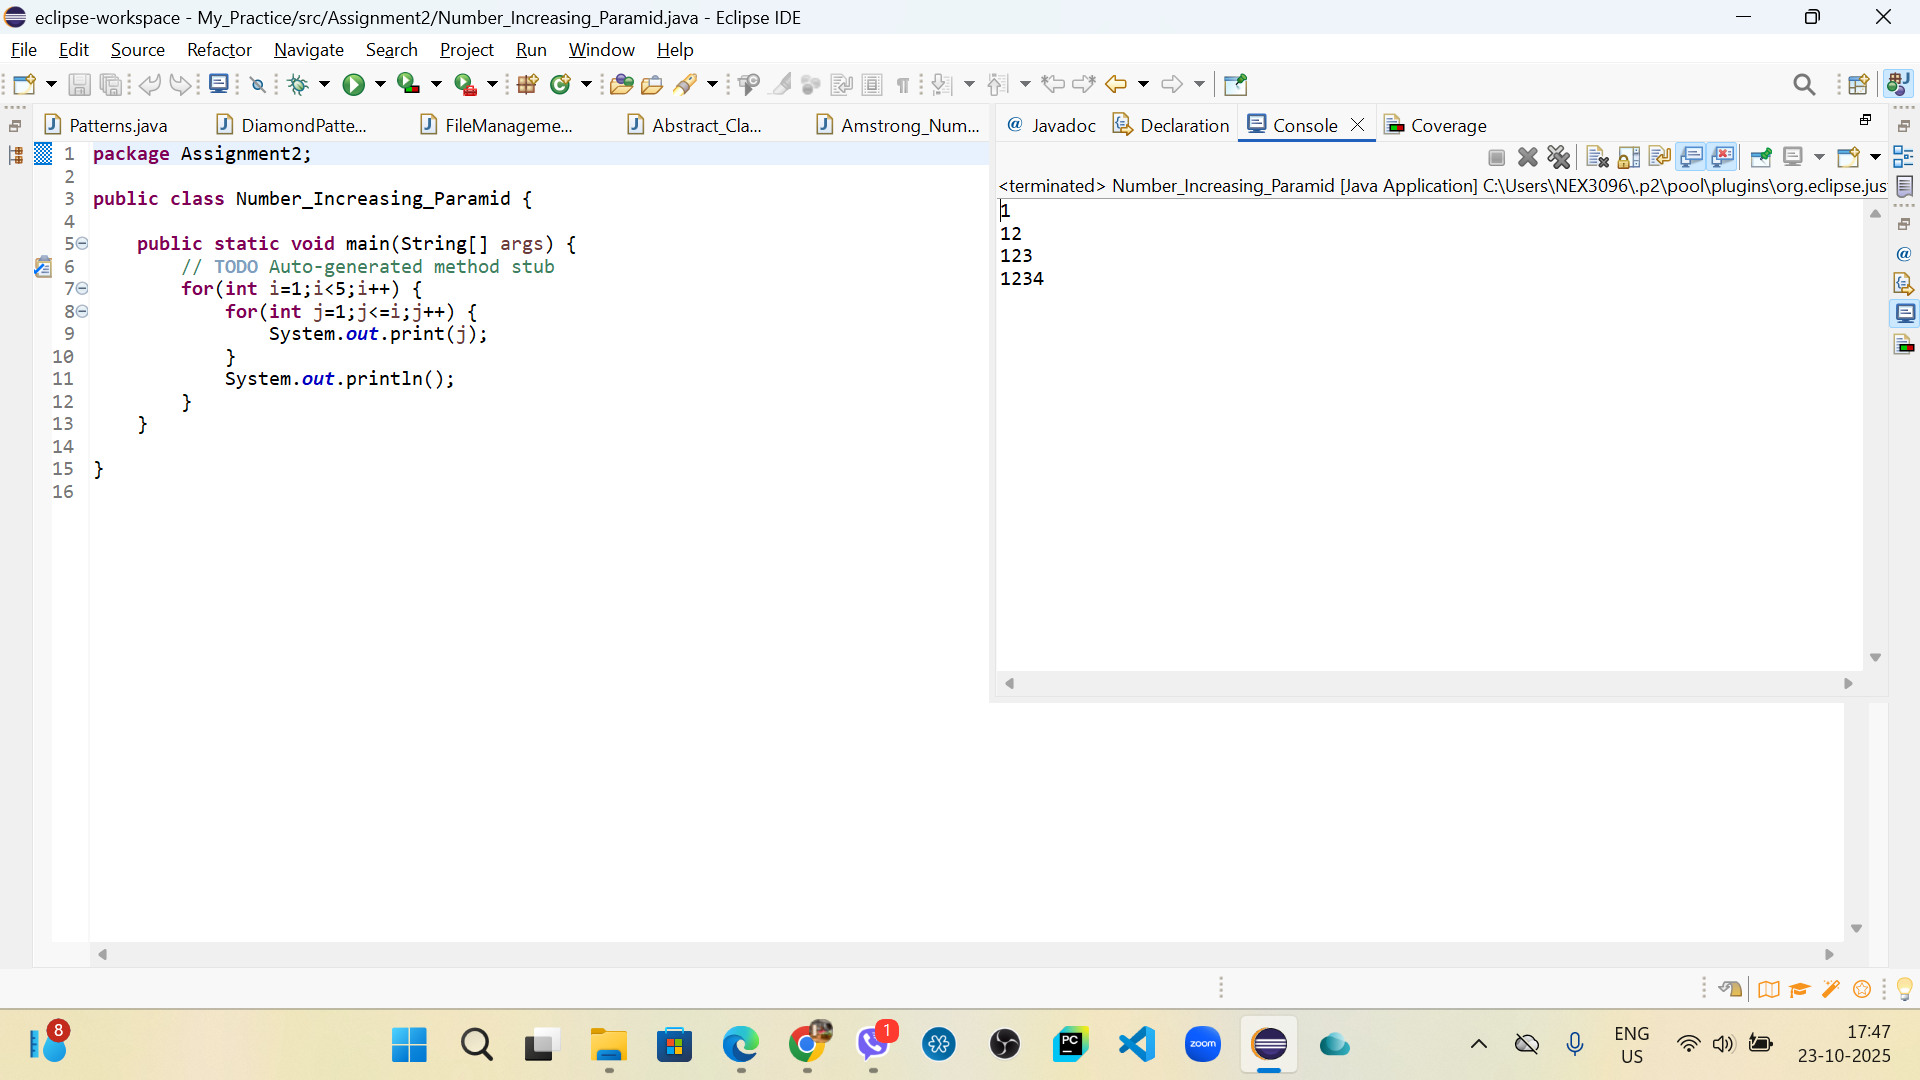 eclipse-workspace - My_Practice/src/Assignment2/Number_Increasing_Paramid.java - Eclipse IDE
File Edit Source Refactor Navigate Search Project Run Window Help
Patterns.java DiamondPatte... FileManageme... Abstract_Cla... Amstrong_Num...
Javadoc Declaration Console Coverage
<terminated> Number_Increasing_Paramid [Java Application] C:\Users\NEX3096\.p2\pool\plugins\org.eclipse.jus
1 package Assignment2;
2
3 public class Number_Increasing_Paramid {
4
5 public static void main(String[] args) {
6 // TODO Auto-generated method stub
7 for(int i=1;i<5;i++) {
8 for(int j=1;j<=i;j++) {
9 System.out.print(j);
10 }
11 System.out.println();
12 }
13 }
14
15 }
16
1
12
123
1234
8
1
PC
zoom
ENG
US
17:47
23-10-2025